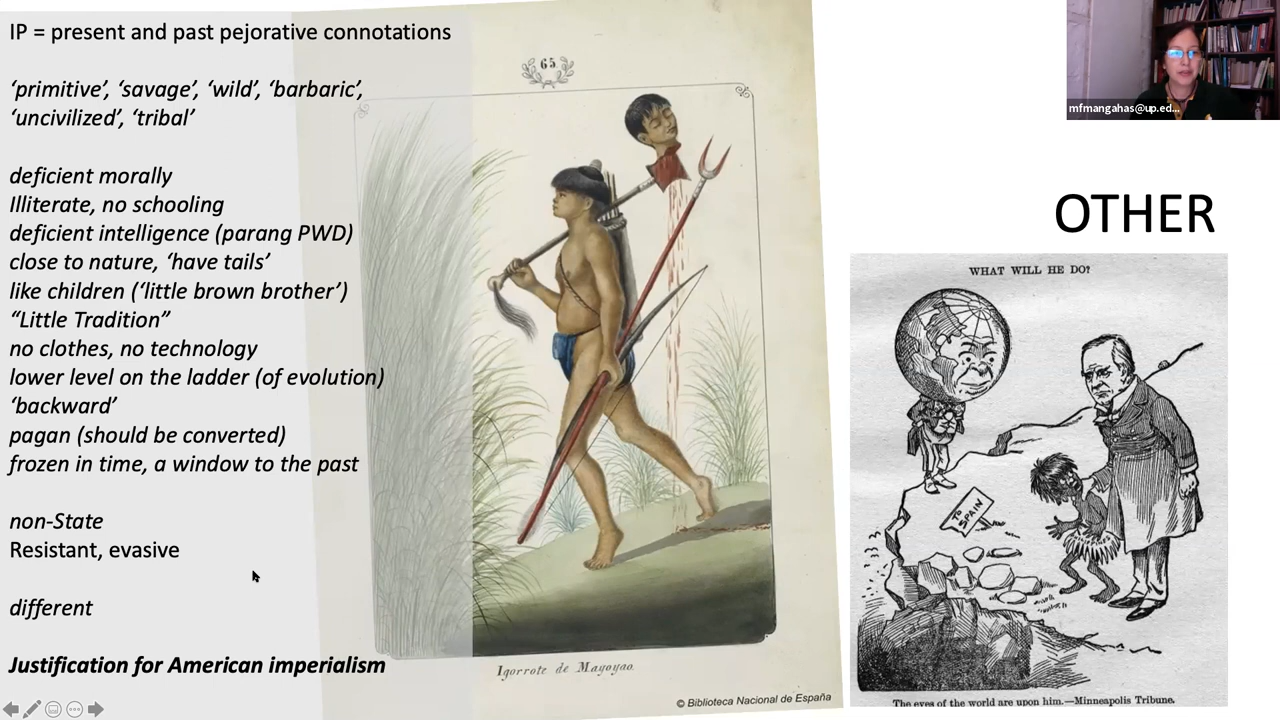 IP = present and past pejorative connotations
‘primitive’, ‘savage’, ‘wild’, ‘barbaric’,
‘uncivilized’, ‘tribal’
deficient morally
Illiterate, no schooling
deficient intelligence (parang PWD)
close to nature, ‘have tails’
like children (‘little brown brother’)
“Little Tradition”
no clothes, no technology
lower level on the ladder (of evolution)
‘backward’
pagan (should be converted)
frozen in time, a window to the past
non-State
Resistant, evasive
different
Justification for American imperialism
65
Igorrote de Mayoyao.
© Biblioteca Nacional de España
mfmangahas@up.ed...
OTHER
WHAT WILL HE DO?
TO
SPAIN
The eyes of the world are upon him.—Minneapolis Tribune.